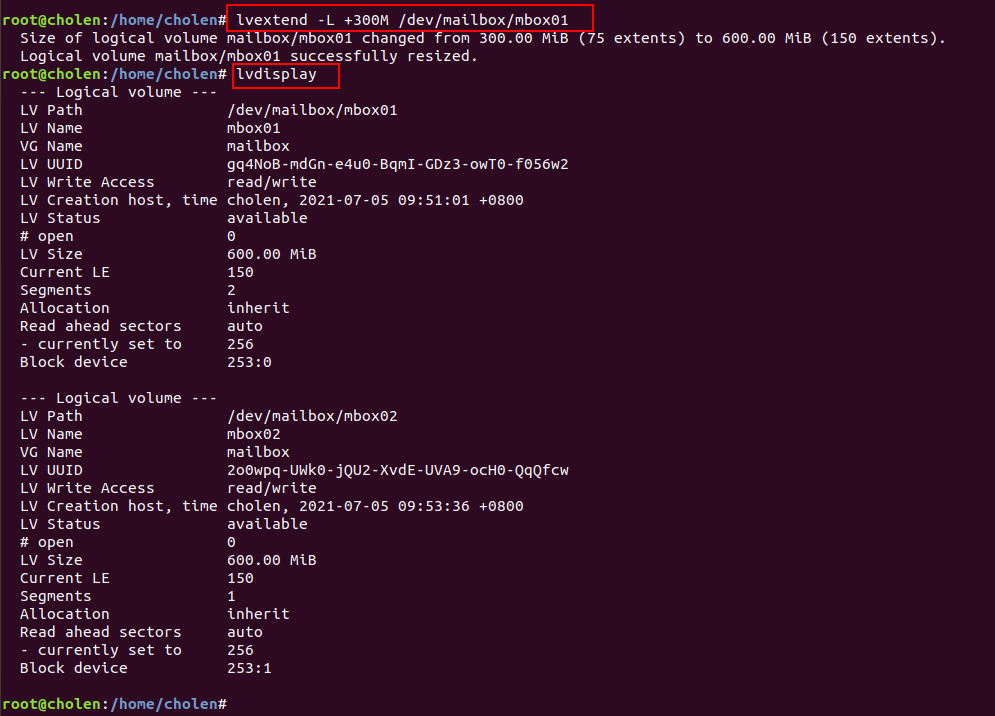 root@cholen:/home/cholen# lvextend -L +300M /dev/mailbox/mbox01
  Size of logical volume mailbox/mbox01 changed from 300.00 MiB (75 extents) to 600.00 MiB (150 extents).
  Logical volume mailbox/mbox01 successfully resized.
root@cholen:/home/cholen# lvdisplay
  --- Logical volume ---
  LV Path                /dev/mailbox/mbox01
  LV Name                mbox01
  VG Name                mailbox
  LV UUID                gq4NoB-mdGn-e4u0-BqmI-GDz3-owT0-f056w2
  LV Write Access        read/write
  LV Creation host, time cholen, 2021-07-05 09:51:01 +0800
  LV Status              available
  # open                 0
  LV Size                600.00 MiB
  Current LE             150
  Segments               2
  Allocation             inherit
  Read ahead sectors     auto
  - currently set to     256
  Block device           253:0

  --- Logical volume ---
  LV Path                /dev/mailbox/mbox02
  LV Name                mbox02
  VG Name                mailbox
  LV UUID                2o0wpq-UWk0-jQU2-XvdE-UVA9-ocH0-QqQfcw
  LV Write Access        read/write
  LV Creation host, time cholen, 2021-07-05 09:53:36 +0800
  LV Status              available
  # open                 0
  LV Size                600.00 MiB
  Current LE             150
  Segments               1
  Allocation             inherit
  Read ahead sectors     auto
  - currently set to     256
  Block device           253:1

root@cholen:/home/cholen#